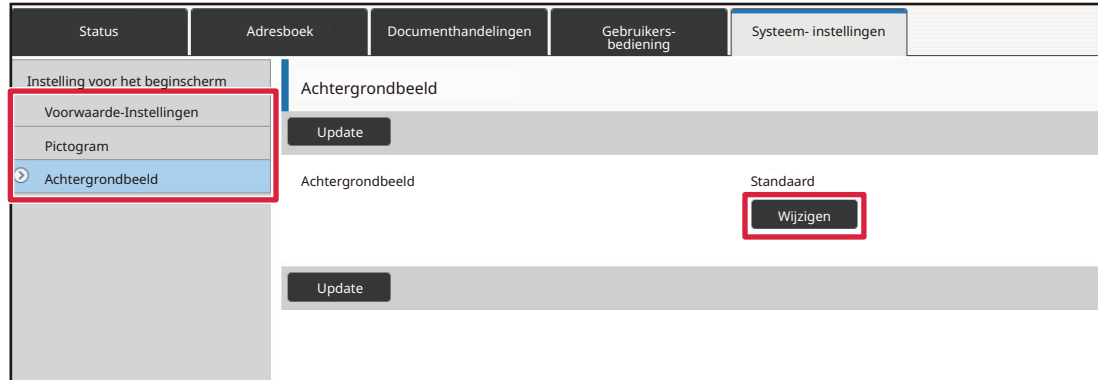 Status
Adresboek
Documenthandelingen
Gebruikers-
bediening
Systeem- instellingen
Instelling voor het beginscherm
Voorwaarde-Instellingen
Pictogram
Achtergrondbeeld
Achtergrondbeeld
Update
Achtergrondbeeld
Standaard
Wijzigen
Update